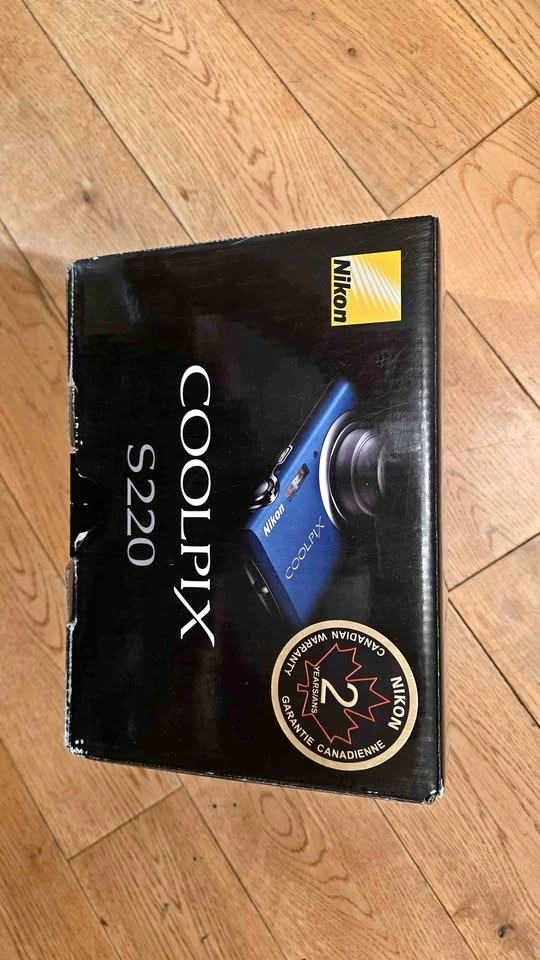 Nikon
COOLPIX
S220
Nikon
COOLPIX
NIKON
CANADIAN WARRANTY
2
YEARS/ANS
GARANTIE CANADIENNE